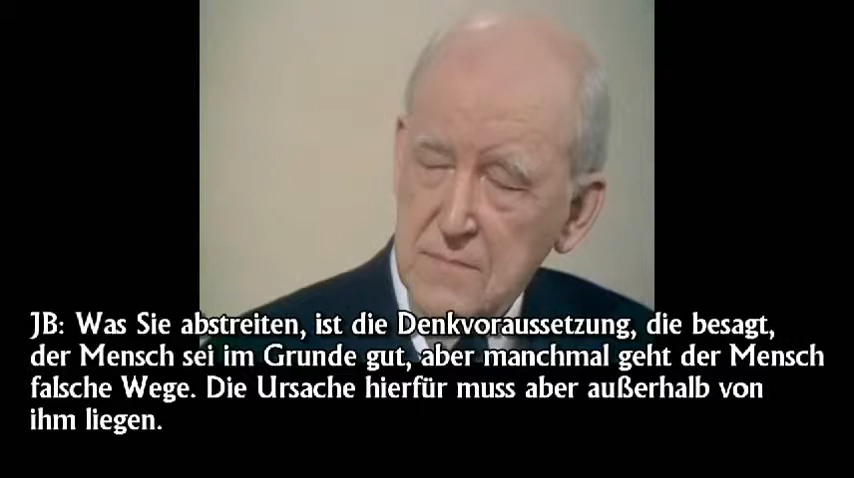 JB: Was Sie abstreiten, ist die Denkvoraussetzung, die besagt,
der Mensch sei im Grunde gut, aber manchmal geht der Mensch
falsche Wege. Die Ursache hierfür muss aber außerhalb von
ihm liegen.